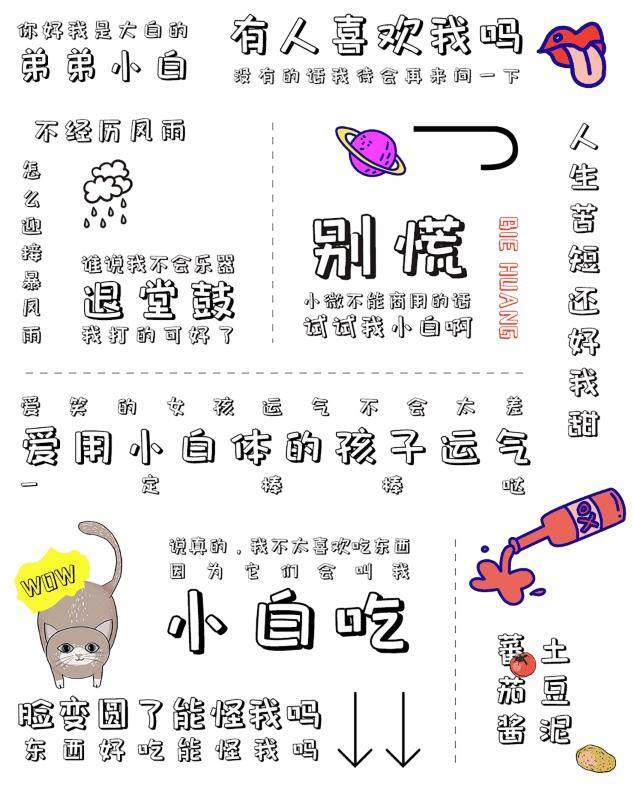 你好我是大白的
弟弟小白
有人喜欢我吗
没有的话我待会再来问一下
不经历风雨
怎么迎接暴风雨
谁说我不会乐器
退堂鼓
我打的可好了
别慌
BIE HUANG
小微不能商用的话
试试我小白啊
人生苦短还好我甜
爱笑的女孩运气不会太差
爱用小白体的孩子运气
一定棒棒哒
WOW
说真的，我不太喜欢吃东西
因为它们会叫我
小白吃
脸变圆了能怪我吗
东西好吃能怪我吗
蕃茄酱
土豆泥